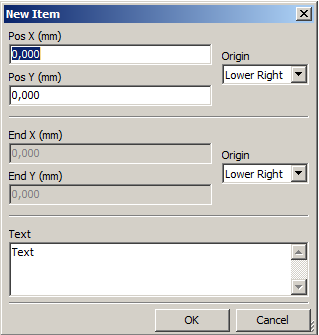 New Item
Pos X (mm)
0,000
Origin
Lower Right
Pos Y (mm)
0,000
End X (mm)
0,000
Origin
Lower Right
End Y (mm)
0,000
Text
Text
OK
Cancel